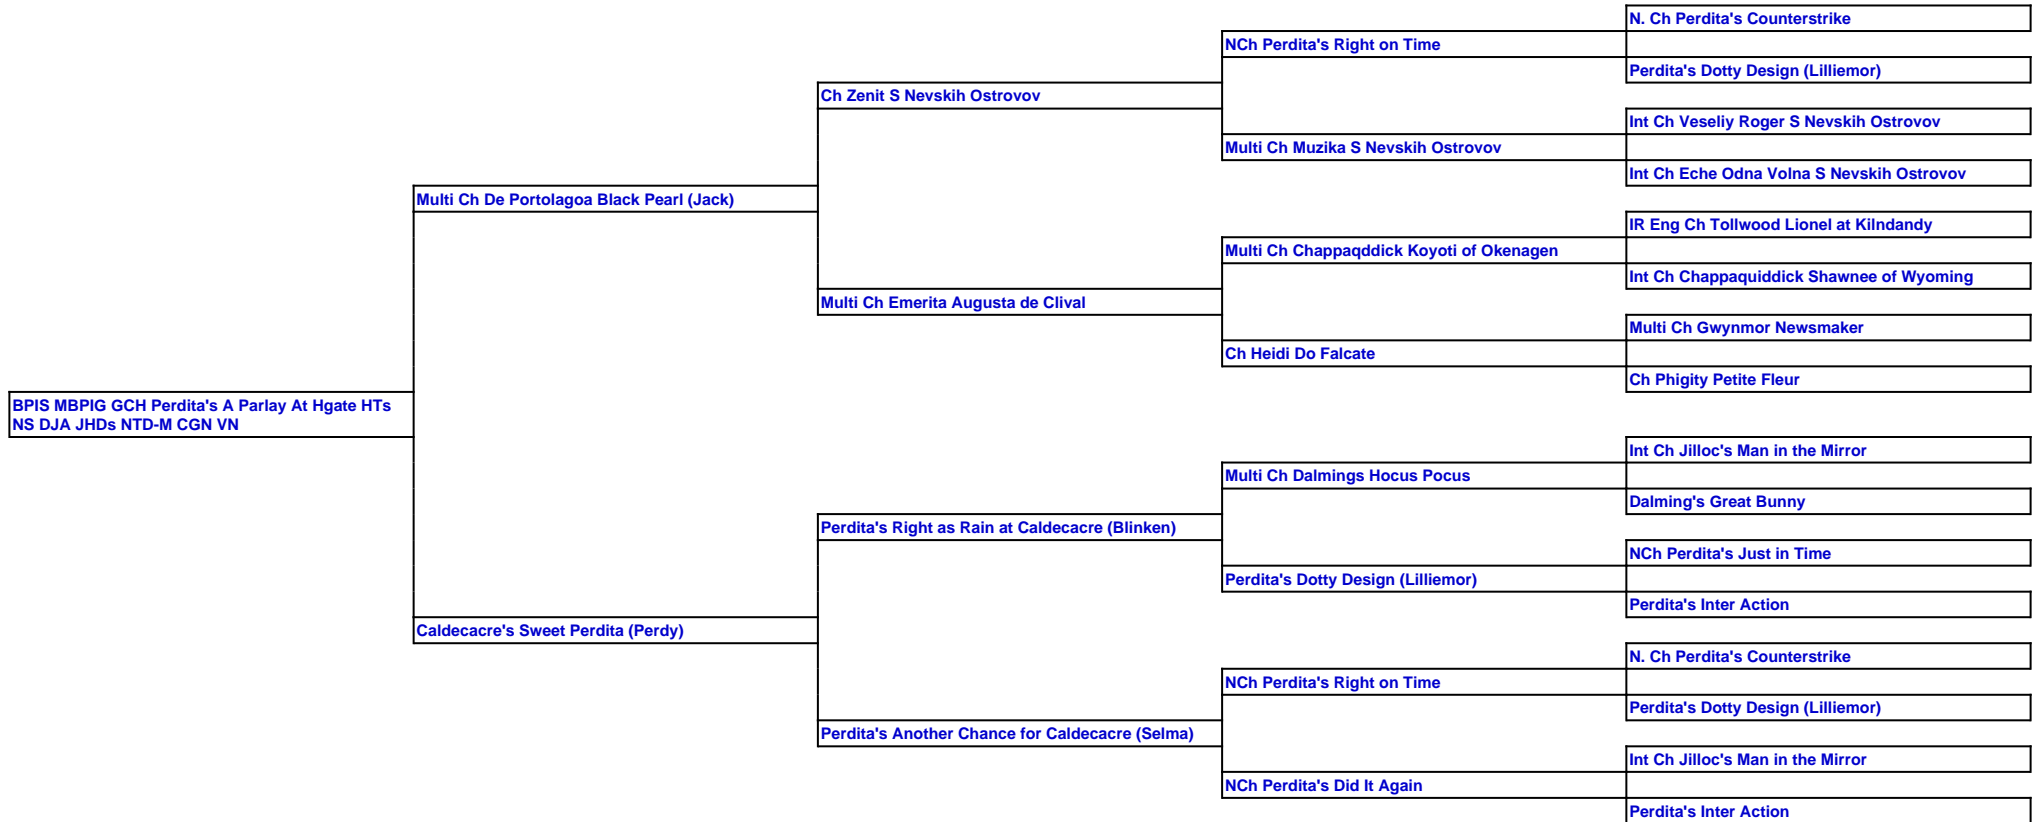 N. Ch Perdita's Counterstrike
NCh Perdita's Right on Time
Perdita's Dotty Design (Lilliemor)
Ch Zenit S Nevskih Ostrovov
Int Ch Veseliy Roger S Nevskih Ostrovov
Multi Ch Muzika S Nevskih Ostrovov
Int Ch Eche Odna Volna S Nevskih Ostrovov
Multi Ch De Portolagoa Black Pearl (Jack)
IR Eng Ch Tollwood Lionel at Kilndandy
Multi Ch Chappaqddick Koyoti of Okenagen
Int Ch Chappaquiddick Shawnee of Wyoming
Multi Ch Emerita Augusta de Clival
Multi Ch Gwynmor Newsmaker
Ch Heidi Do Falcate
Ch Phigity Petite Fleur
BPIS MBPIG GCH Perdita's A Parlay At Hgate HTs
NS DJA JHDs NTD-M CGN VN
Int Ch Jilloc's Man in the Mirror
Multi Ch Dalmings Hocus Pocus
Dalming's Great Bunny
Perdita's Right as Rain at Caldecacre (Blinken)
NCh Perdita's Just in Time
Perdita's Dotty Design (Lilliemor)
Perdita's Inter Action
Caldecacre's Sweet Perdita (Perdy)
N. Ch Perdita's Counterstrike
NCh Perdita's Right on Time
Perdita's Dotty Design (Lilliemor)
Perdita's Another Chance for Caldecacre (Selma)
Int Ch Jilloc's Man in the Mirror
NCh Perdita's Did It Again
Perdita's Inter Action